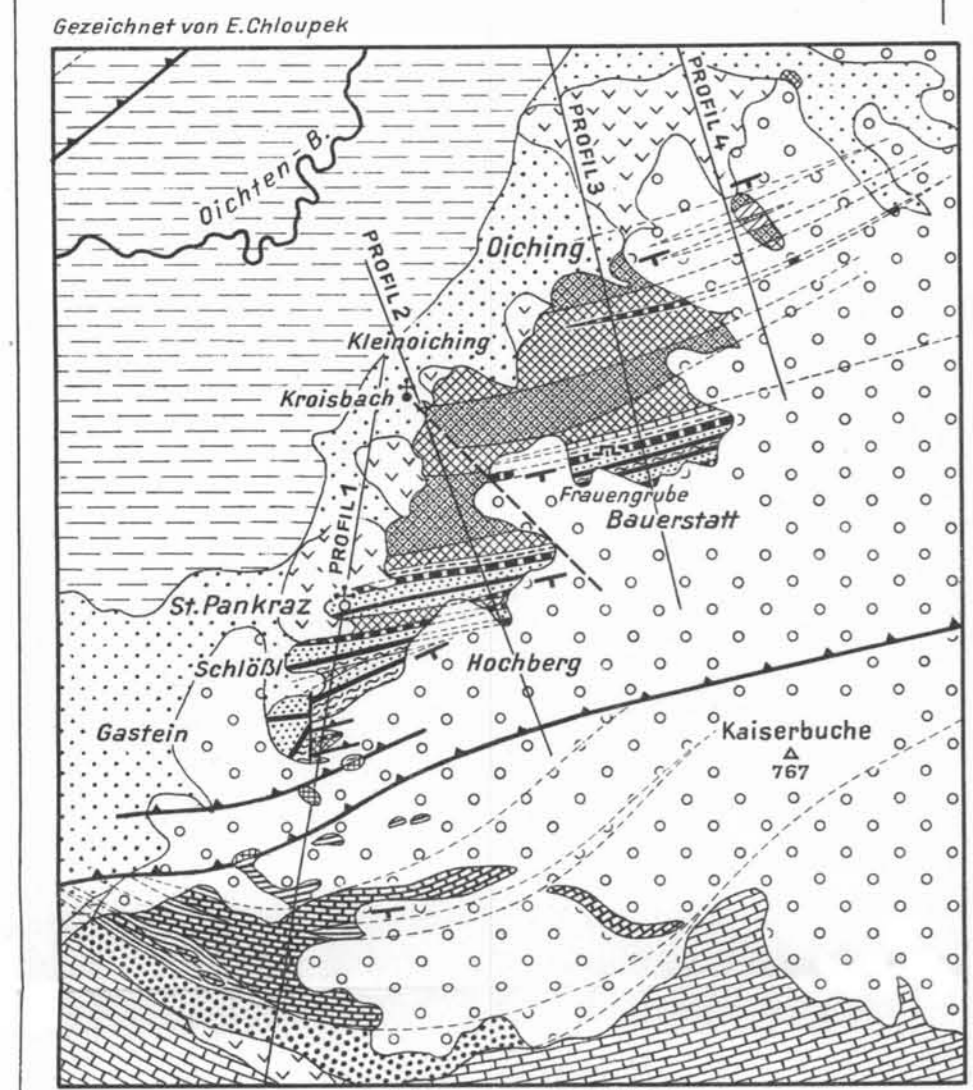 Gezeichnet von E.Chloupek
Oichten-B.
PROFIL 4
PROFIL 3
Oiching
PROFIL 2
Kleinoiching
Kroisbach
PROFIL 1
Frauengrube
Bauerstatt
St.Pankraz
Schlößl
Hochberg
Gastein
Kaiserbuche
767